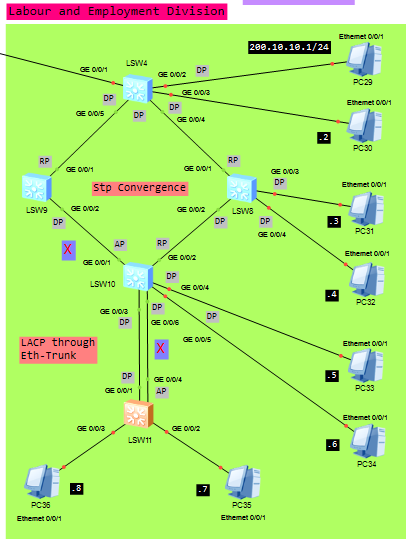 Labour and Employment Division
Ethernet 0/0/1
200.10.10.1/24
LSW4
GE 0/0/1
GE 0/0/2
DP
PC29
GE 0/0/3
DP
DP
Ethernet 0/0/1
GE 0/0/5
DP
GE 0/0/4
.2
PC30
RP
GE 0/0/1
GE 0/0/1
RP
GE 0/0/3
DP
Ethernet 0/0/1
Stp Convergence
LSW9
GE 0/0/2
DP
GE 0/0/2
DP
LSW8
DP
GE 0/0/4
.3
PC31
X
AP
RP
Ethernet 0/0/1
GE 0/0/1
GE 0/0/2
LSW10
DP
GE 0/0/4
.4
PC32
GE 0/0/3
DP
DP
GE 0/0/6
DP
GE 0/0/5
Ethernet 0/0/1
LACP through
Eth-Trunk
X
.5
PC33
DP
GE 0/0/1
GE 0/0/4
AP
Ethernet 0/0/1
GE 0/0/3
GE 0/0/2
LSW11
.6
PC34
PC36
.8
.7
PC35
Ethernet 0/0/1
Ethernet 0/0/1